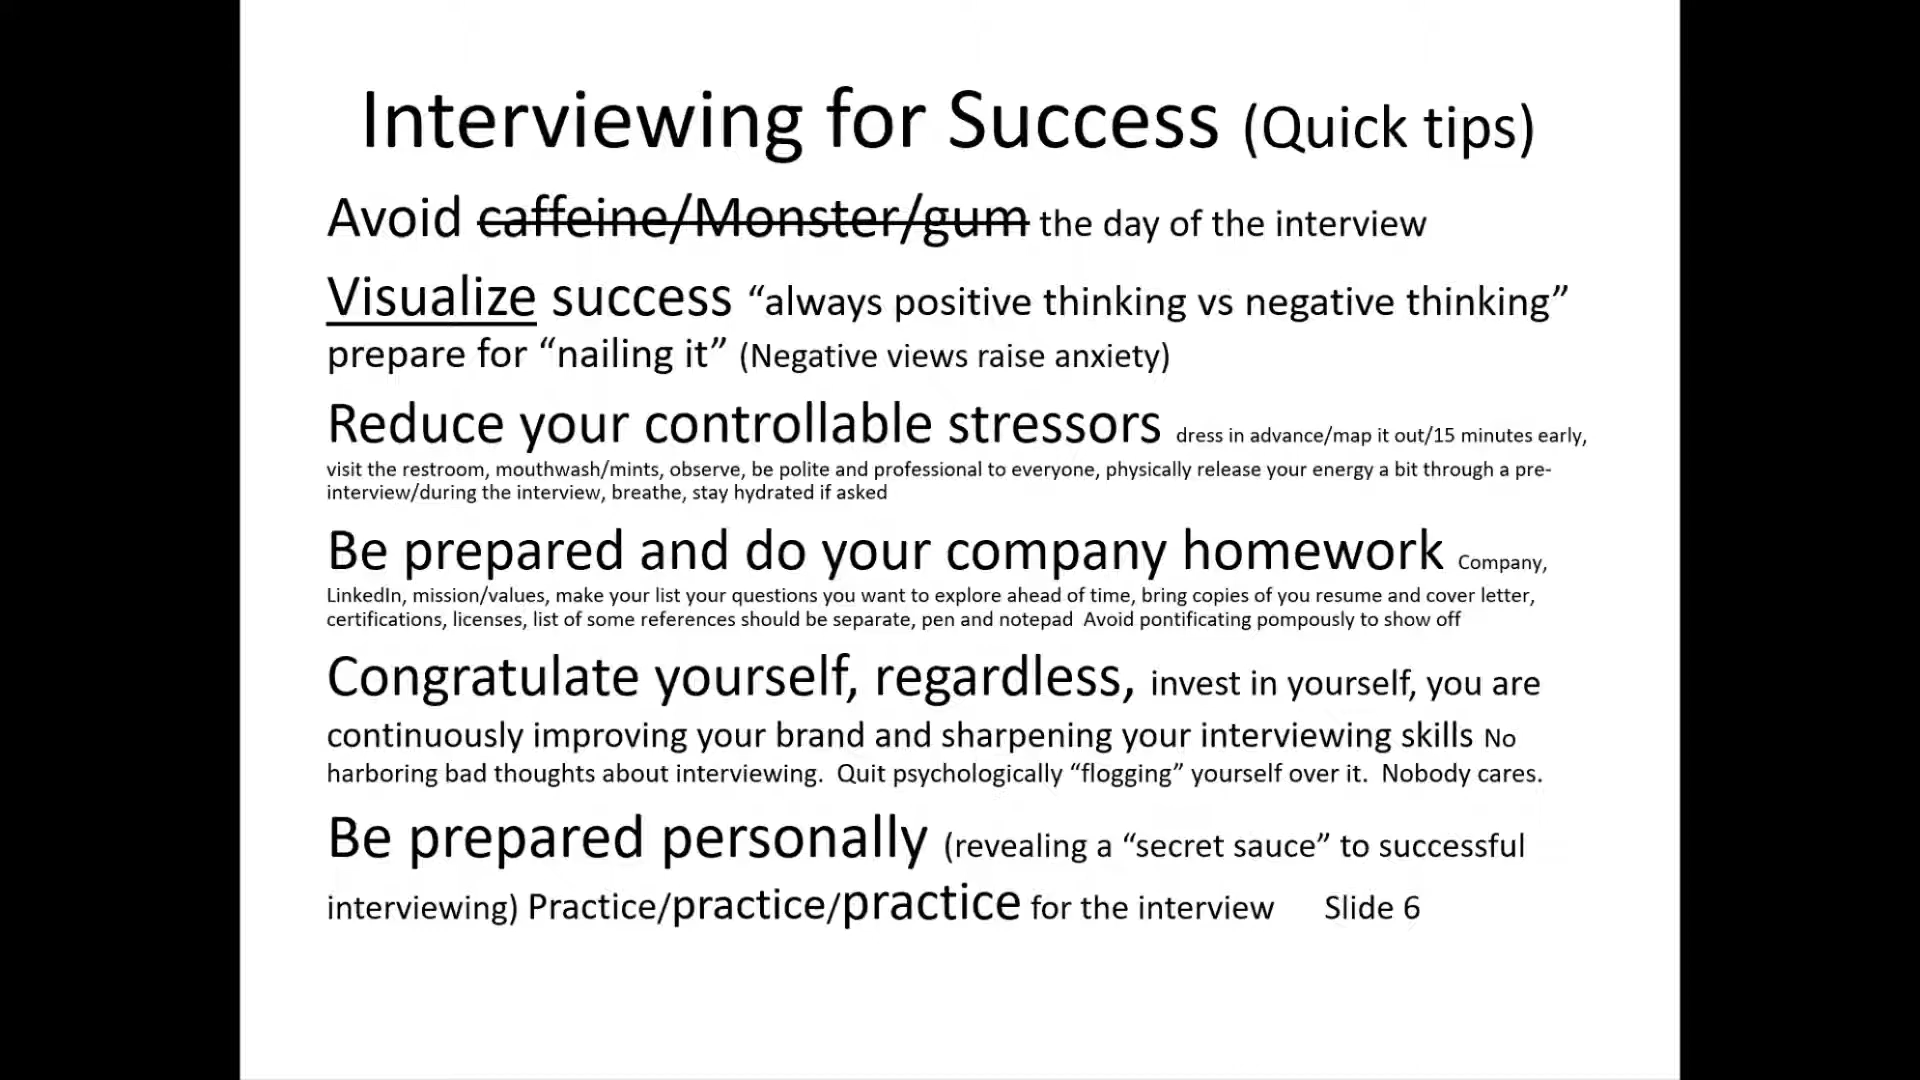 Interviewing for Success (Quick tips)
Avoid caffeine/Monster/gum the day of the interview
Visualize success “always positive thinking vs negative thinking”
prepare for “nailing it” (Negative views raise anxiety)
Reduce your controllable stressors dress in advance/map it out/15 minutes early,
visit the restroom, mouthwash/mints, observe, be polite and professional to everyone, physically release your energy a bit through a pre-
interview/during the interview, breathe, stay hydrated if asked
Be prepared and do your company homework Company,
LinkedIn, mission/values, make your list your questions you want to explore ahead of time, bring copies of you resume and cover letter,
certifications, licenses, list of some references should be separate, pen and notepad  Avoid pontificating pompously to show off
Congratulate yourself, regardless, invest in yourself, you are
continuously improving your brand and sharpening your interviewing skills No
harboring bad thoughts about interviewing.  Quit psychologically “flogging” yourself over it.  Nobody cares.
Be prepared personally (revealing a “secret sauce” to successful
interviewing) Practice/practice/practice for the interview     Slide 6